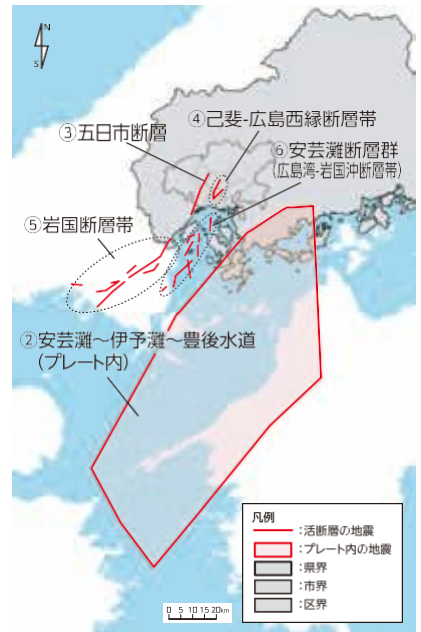 N
S
④己斐-広島西縁断層帯
③五日市断層
⑥安芸灘断層群
(広島湾-岩国沖断層帯)
⑤岩国断層帯
②安芸灘～伊予灘～豊後水道
(プレート内)
凡例
:活断層の地震
:プレート内の地震
:県界
:市界
:区界
0 5 10 15 20km